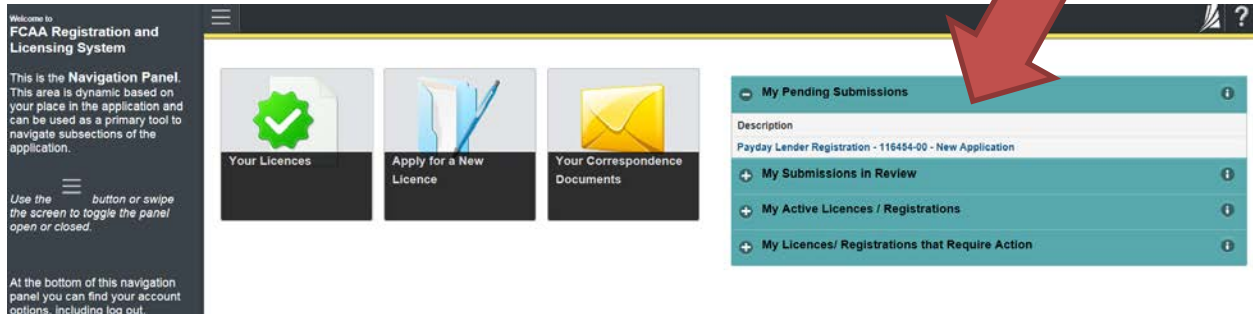 Welcome to
FCAA Registration and
Licensing System
This is the Navigation Panel.
This area is dynamic based on
your place in the application and
can be used as a primary tool to
navigate subsections of the
application.
Use the button or swipe
the screen to toggle the panel
open or closed.
At the bottom of this navigation
panel you can find your account
options, including log out.
?
Your Licences
Apply for a New
Licence
Your Correspondence
Documents
My Pending Submissions
Description
Payday Lender Registration - 116454-00 - New Application
My Submissions in Review
My Active Licences / Registrations
My Licences/ Registrations that Require Action